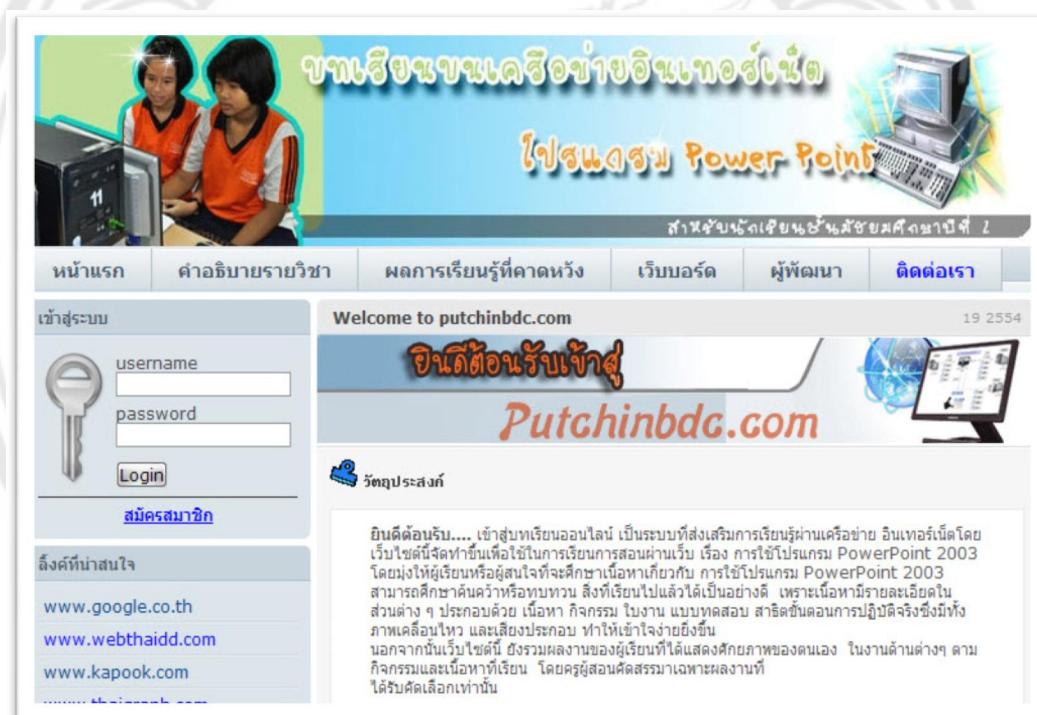 บทเรียนบนเครือข่ายอินเทอร์เน็ต
โปรแกรม Power Point
11
สำหรับนักเรียนชั้นมัธยมศึกษาปีที่ 2
หน้าแรก คำอธิบายรายวิชา ผลการเรียนรู้ที่คาดหวัง เว็บบอร์ด ผู้พัฒนา ติดต่อเรา
เข้าสู่ระบบ
username
password
Login
สมัครสมาชิก
ลิ้งค์ที่น่าสนใจ
www.google.co.th
www.webthaidd.com
www.kapook.com
Welcome to putchinbdc.com 19 2554
ยินดีต้อนรับเข้าสู่
Putchinbdc.com
วัตถุประสงค์
ยินดีต้อนรับ.... เข้าสู่บทเรียนออนไลน์ เป็นระบบที่ส่งเสริมการเรียนรู้ผ่านเครือข่าย อินเทอร์เน็ตโดย
เว็บไซต์นี้จัดทำขึ้นเพื่อใช้ในการเรียนการสอนผ่านเว็บ เรื่อง การใช้โปรแกรม PowerPoint 2003
โดยมุ่งให้ผู้เรียนหรือผู้สนใจที่จะศึกษาเนื้อหาเกี่ยวกับ การใช้โปรแกรม PowerPoint 2003
สามารถศึกษาค้นคว้าหรือทบทวน สิ่งที่เรียนไปแล้วได้เป็นอย่างดี เพราะเนื้อหามีรายละเอียดใน
ส่วนต่าง ๆ ประกอบด้วย เนื้อหา กิจกรรม ใบงาน แบบทดสอบ สาธิตขั้นตอนการปฏิบัติจริงซึ่งมีทั้ง
ภาพเคลื่อนไหว และเสียงประกอบ ทำให้เข้าใจง่ายยิ่งขึ้น
นอกจากนั้นเว็บไซต์นี้ ยังรวมผลงานของผู้เรียนที่ได้แสดงศักยภาพของตนเอง ในงานด้านต่างๆ ตาม
กิจกรรมและเนื้อหาที่เรียน โดยครูผู้สอนคัดสรรมาเฉพาะผลงานที่
ได้รับคัดเลือกเท่านั้น